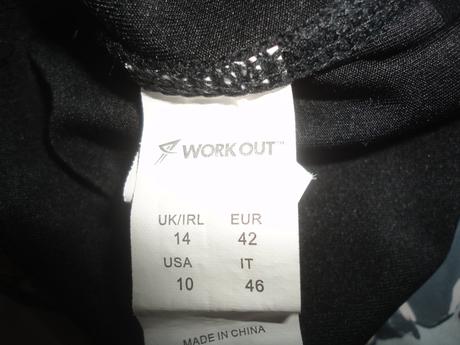 WORK OUT™
UK/IRL EUR
14 42
USA IT
10 46
MADE IN CHINA